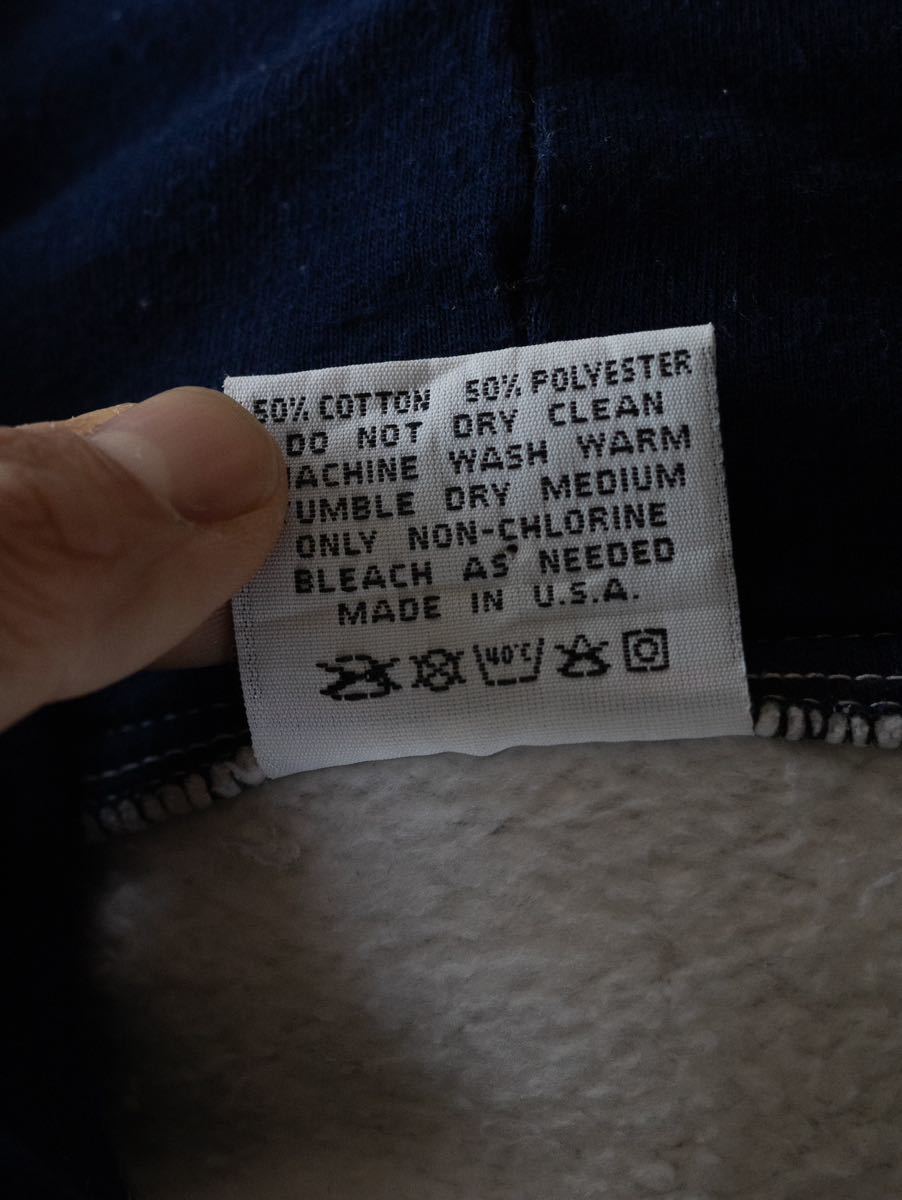 50% COTTON 50% POLYESTER
DO NOT DRY CLEAN
MACHINE WASH WARM
TUMBLE DRY MEDIUM
ONLY NON-CHLORINE
BLEACH AS NEEDED
MADE IN U.S.A.
40°C